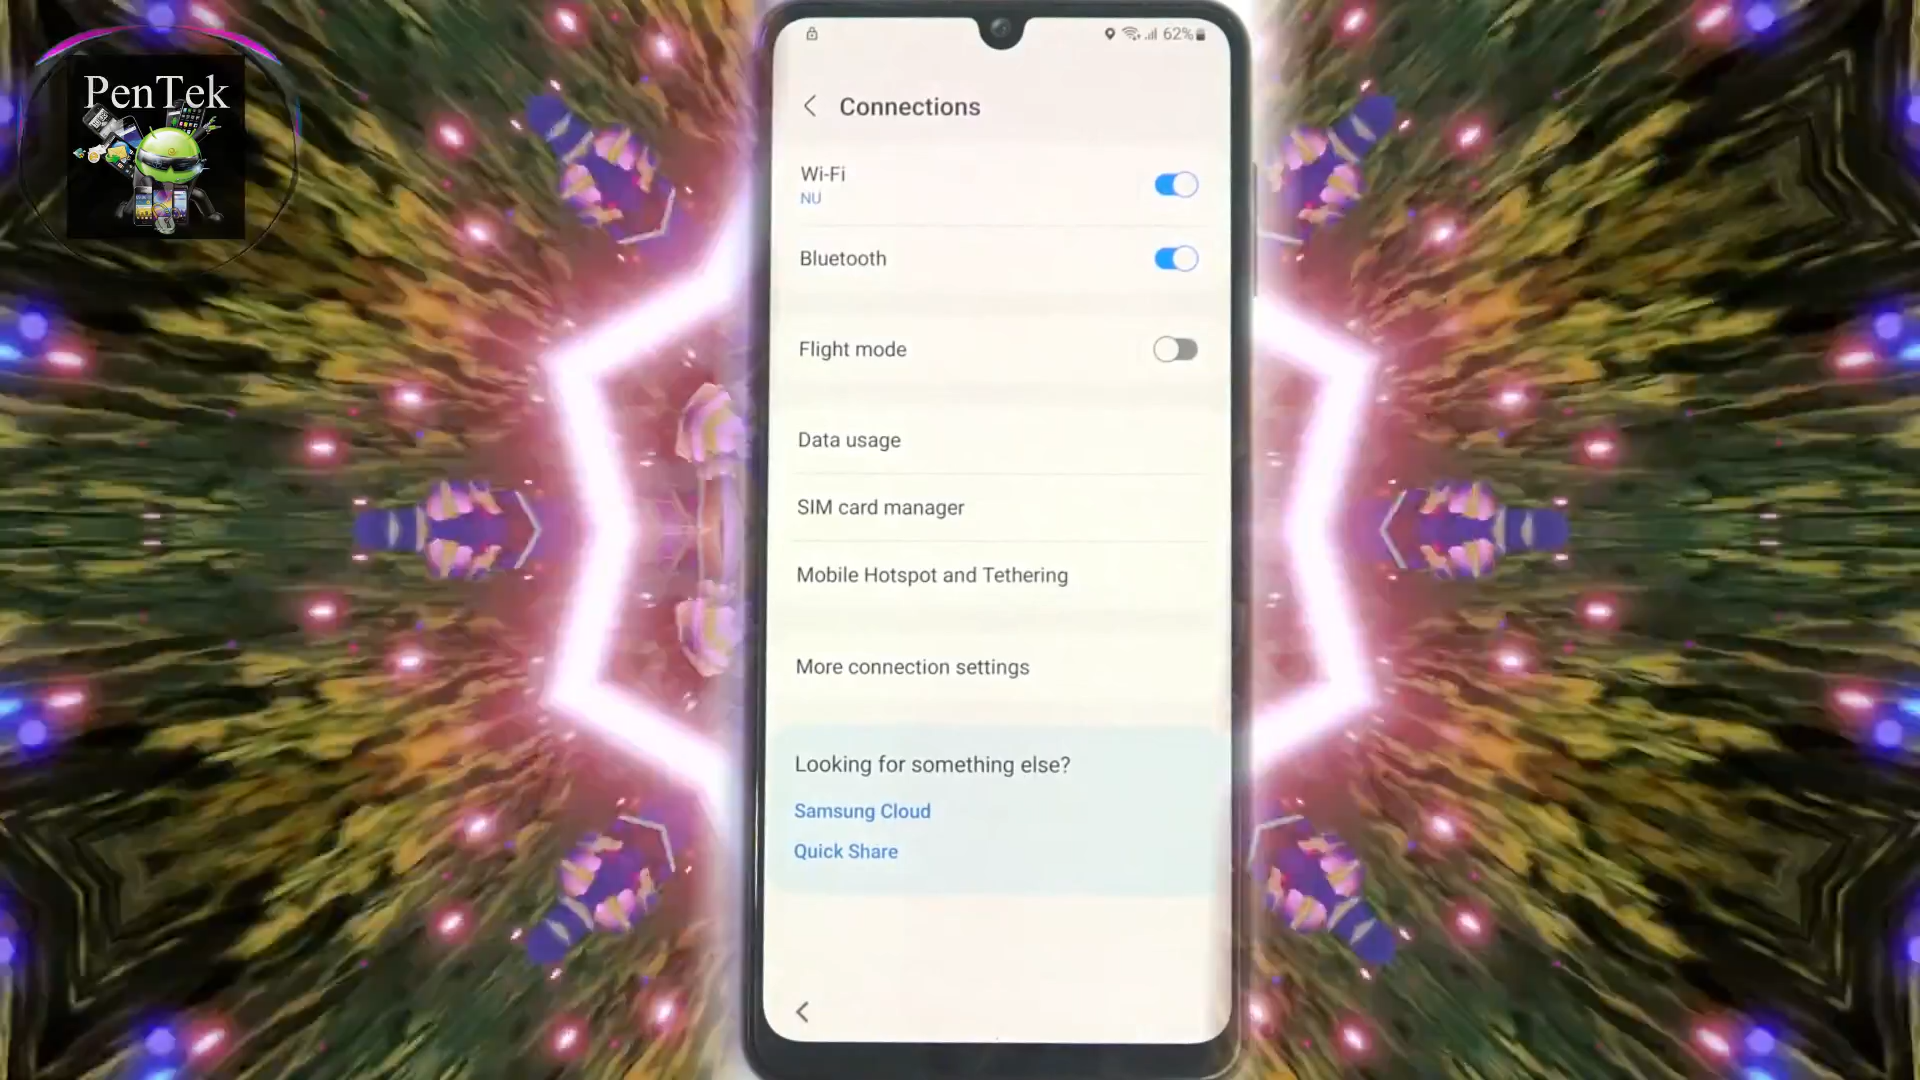 PenTek
62%
Connections
Wi-Fi
NU
Bluetooth
Flight mode
Data usage
SIM card manager
Mobile Hotspot and Tethering
More connection settings
Looking for something else?
Samsung Cloud
Quick Share